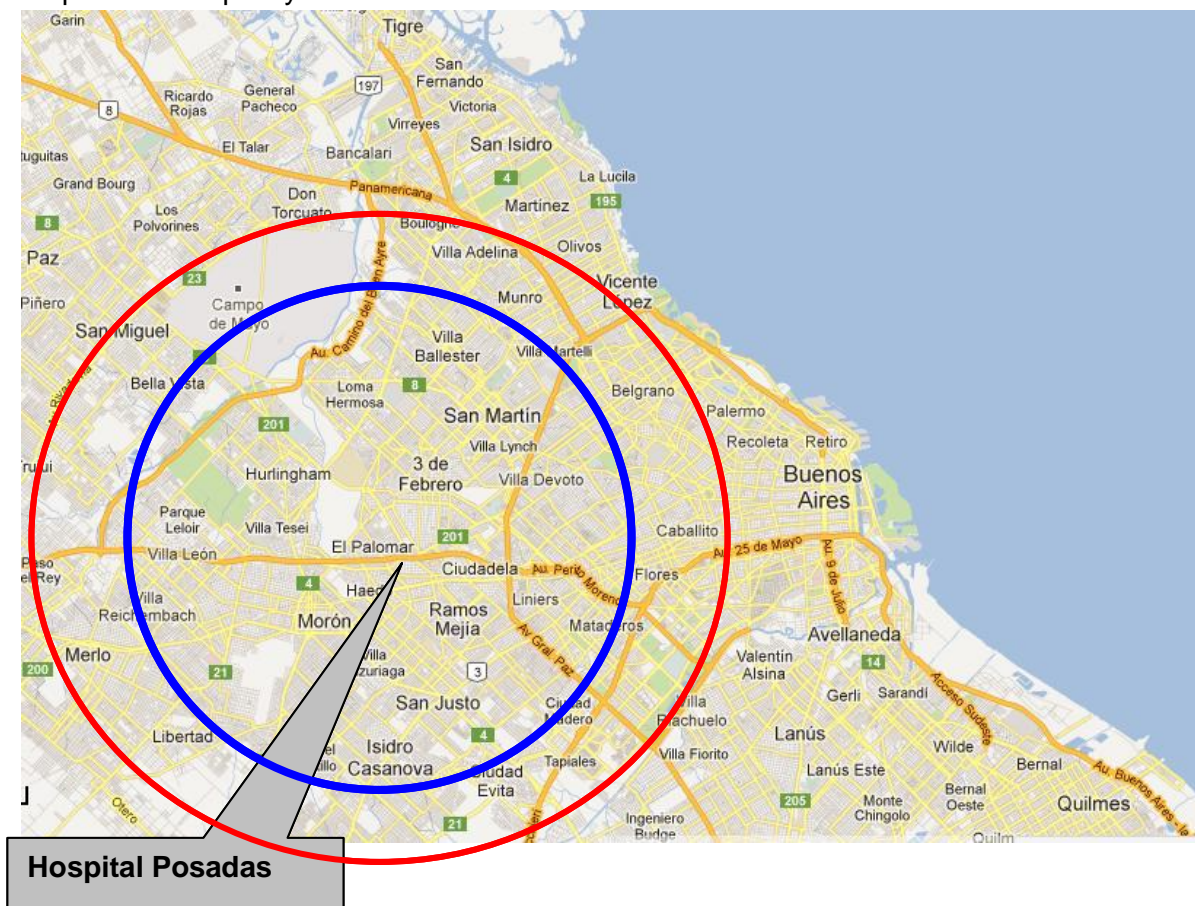 Garin
Tigre
San
Fernando
197
8
Ricardo
Rojas
General
Pacheco
Victoria
Virreyes
San Isidro
El Talar
Bancalari
Grand Bourg
La Lucila
4
Don
Torcuato
Panamericana
195
Los
Polvorines
8
Martinez
Boulogne
Olivos
Villa Adelina
Paz
23
Vicente
López
Piñero
Campo
de Mayo
Munro
San Miguel
Au. Camino del Buen Ayre
Villa
Ballester
Villa Martelli
Bella Vista
Loma
Hermosa
8
Belgrano
201
San Martín
Palermo
Villa Lynch
Recoleta
Retiro
3 de
Febrero
Hurlingham
Villa Devoto
Buenos
Aires
Parque
Leloir
Villa Tesei
Caballito
El Palomar
201
Villa León
Au. 25 de Mayo
Paso
del Rey
Ciudadela
Au. Perito Moreno
Flores
4
Au. 9 de Julio
Villa
Reichembach
Liniers
Morón
Ramos
Mejía
Mataderos
Avellaneda
Merlo
Av Gral. Paz
Valentín
Alsina
14
200
21
3
Acceso Sudeste
San Justo
Gerli
Sarandí
Ciudad
Madero
Villa
Riachuelo
Libertad
4
Lanús
Isidro
Casanova
Villa Fiorito
Wilde
Tapiales
Bernal
Ciudad
Evita
Lanús Este
Au. Buenos Aires - la
Otero
205
Monte
Chingolo
Bernal
Oeste
Quilmes
21
Ingeniero
Budge
Hospital Posadas